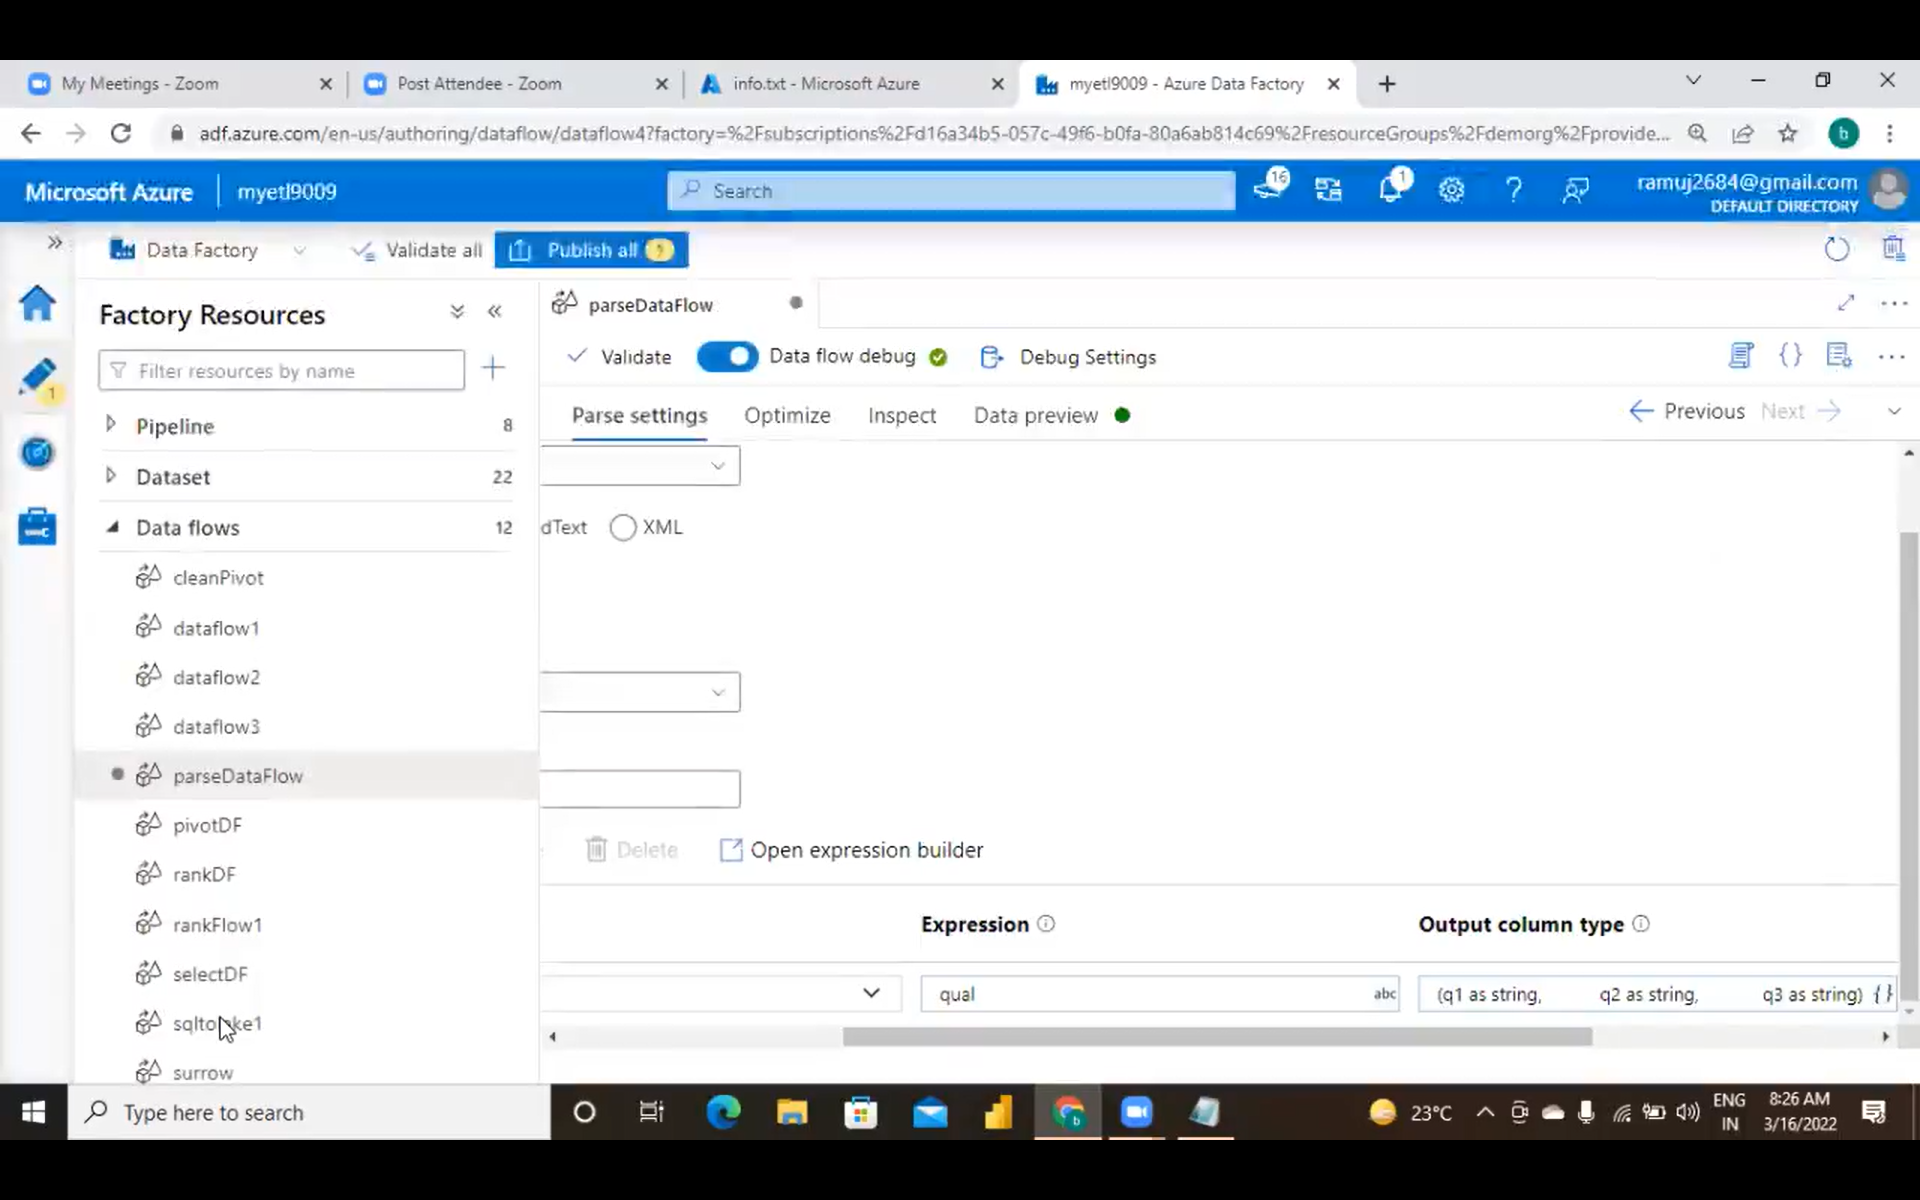 My Meetings - Zoom
Post Attendee - Zoom
info.txt - Microsoft Azure
myetl9009 - Azure Data Factory
adf.azure.com/en-us/authoring/dataflow/dataflow4?factory=%2Fsubscriptions%2Fd16a34b5-057c-49f6-b0fa-80a6ab814c69%2FresourceGroups%2Fdemorg%2Fprovide...
b
Microsoft Azure
myetl9009
Search
16
1
ramuj2684@gmail.com
DEFAULT DIRECTORY
Data Factory
Validate all
Publish all
Factory Resources
parseDataFlow
Filter resources by name
Validate
Data flow debug
Debug Settings
1
Pipeline
8
Parse settings
Optimize
Inspect
Data preview
Previous
Next
Dataset
22
Data flows
12
dText
XML
cleanPivot
dataflow1
dataflow2
dataflow3
parseDataFlow
pivotDF
Delete
Open expression builder
rankDF
rankFlow1
Expression
Output column type
selectDF
qual
abc
(q1 as string, q2 as string, q3 as string) {}
surrow
Type here to search
23°C
ENG
IN
8:26 AM
3/16/2022